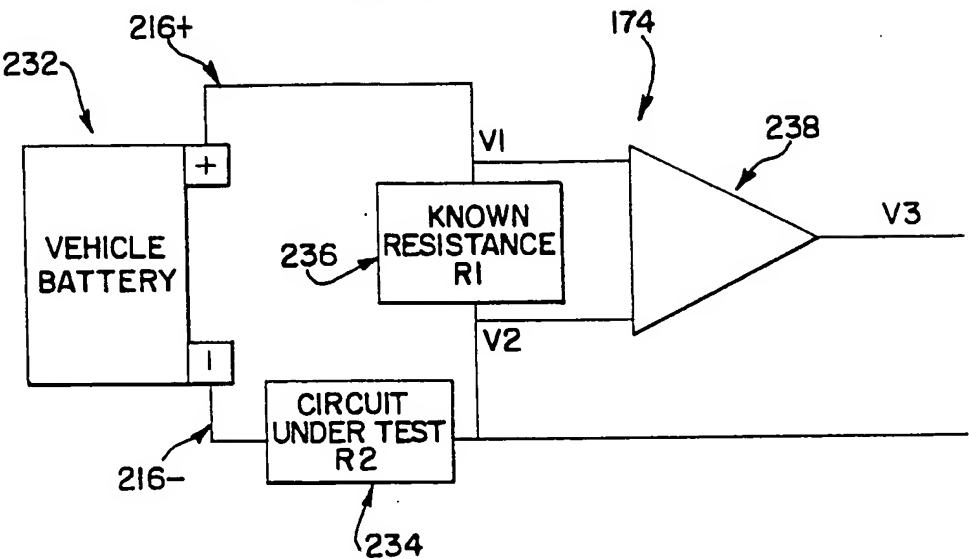 216+
174
232
238
V1
+
VEHICLE
BATTERY
KNOWN
RESISTANCE
R1
236
V3
V2
–
CIRCUIT
UNDER TEST
R2
216-
234